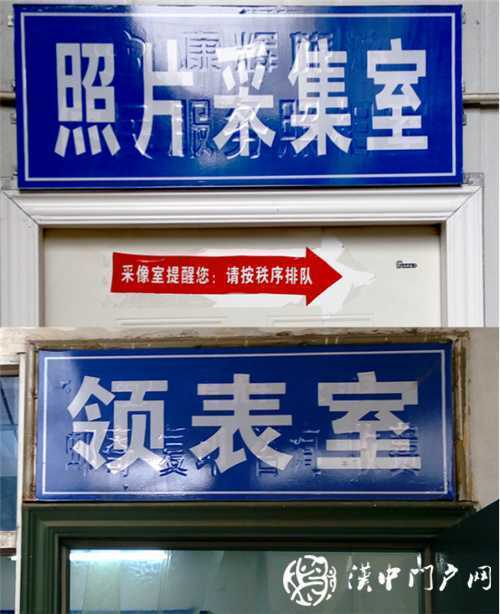 照片采集室
采像室提醒您：请按秩序排队
领表室
汉中门户网